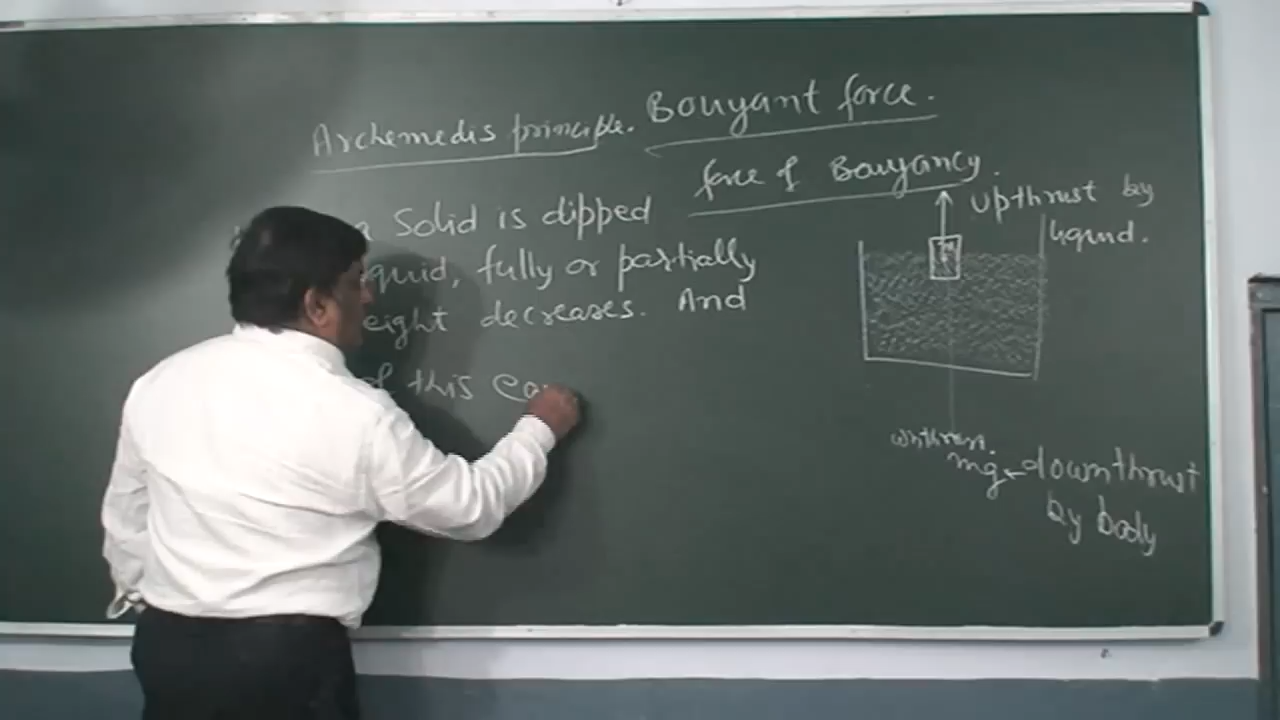 Archemedis principle. Bouyant force.
force of Bouyancy.
Solid is dipped
quid, fully or partially
eight decreases. And
of this ca
Upthrust by
liquid.
mg ← downthrust
by body